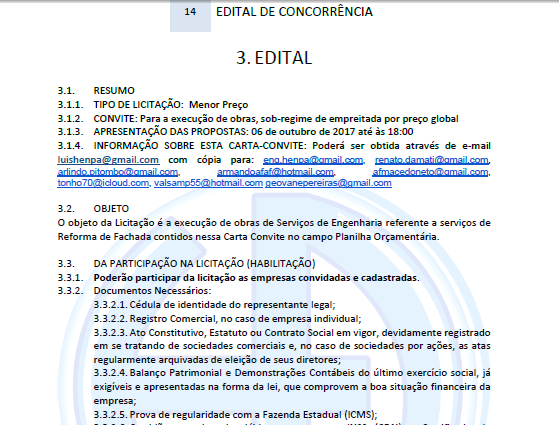 14 EDITAL DE CONCORRÊNCIA
3. EDITAL
3.1. RESUMO
3.1.1. TIPO DE LICITAÇÃO: Menor Preço
3.1.2. CONVITE: Para a execução de obras, sob-regime de empreitada por preço global
3.1.3. APRESENTAÇÃO DAS PROPOSTAS: 06 de outubro de 2017 até às 18:00
3.1.4. INFORMAÇÃO SOBRE ESTA CARTA-CONVITE: Poderá ser obtida através de e-mail
luishenpa@gmail.com com cópia para: eng.henpa@gmail.com, renato.damati@gmail.com,
arlindo.pitombo@gmail.com, armandoafaf@hotmail.com, afmacedoneto@gmail.com,
tonho70@icloud.com, valsamp55@hotmail.com geovanepereiras@gmail.com
3.2. OBJETO
O objeto da Licitação é a execução de obras de Serviços de Engenharia referente a serviços de
Reforma de Fachada contidos nessa Carta Convite no campo Planilha Orçamentária.
3.3. DA PARTICIPAÇÃO NA LICITAÇÃO (HABILITAÇÃO)
3.3.1. Poderão participar da licitação as empresas convidadas e cadastradas.
3.3.2. Documentos Necessários:
3.3.2.1. Cédula de identidade do representante legal;
3.3.2.2. Registro Comercial, no caso de empresa individual;
3.3.2.3. Ato Constitutivo, Estatuto ou Contrato Social em vigor, devidamente registrado
em se tratando de sociedades comerciais e, no caso de sociedades por ações, as atas
regularmente arquivadas de eleição de seus diretores;
3.3.2.4. Balanço Patrimonial e Demonstrações Contábeis do último exercício social, já
exigíveis e apresentadas na forma da lei, que comprovem a boa situação financeira da
empresa;
3.3.2.5. Prova de regularidade com a Fazenda Estadual (ICMS);